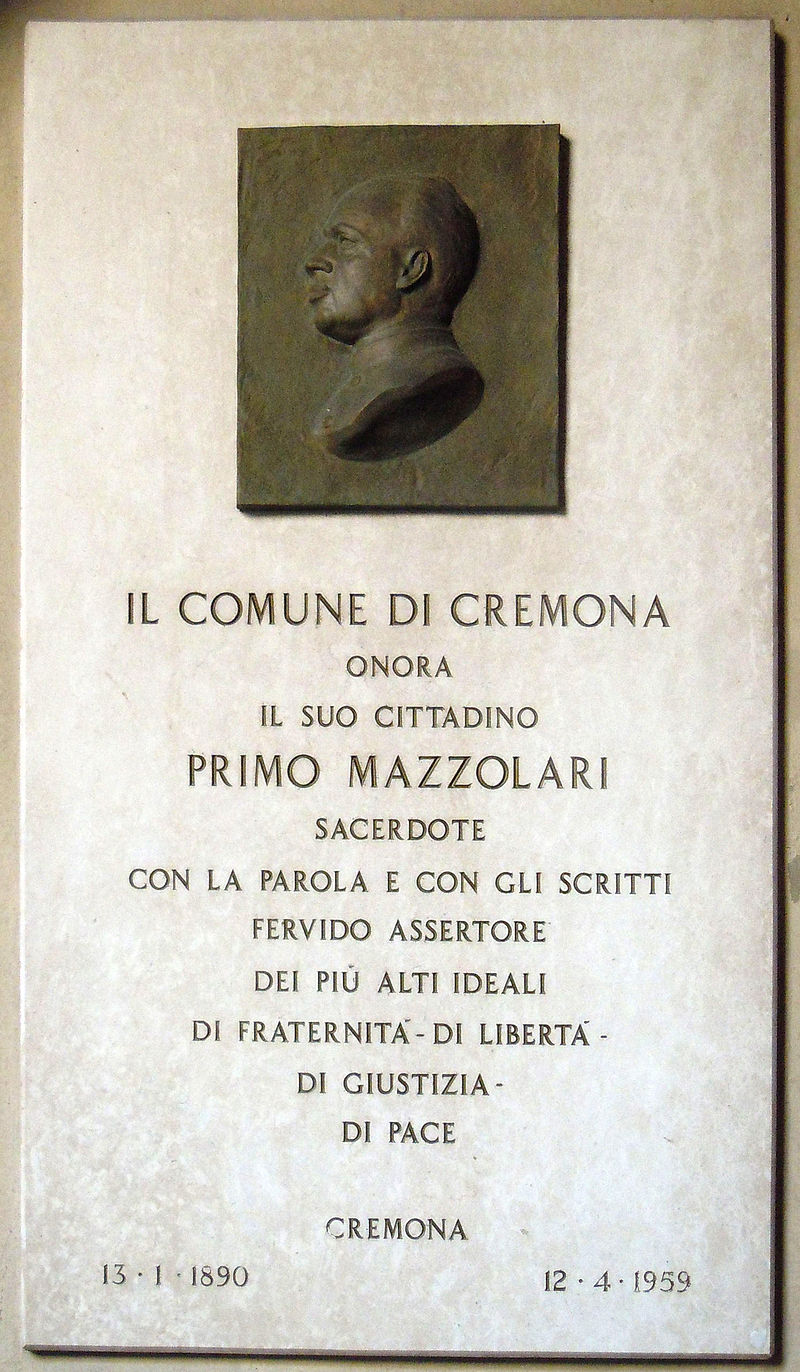 IL COMUNE DI CREMONA
ONORA
IL SUO CITTADINO
PRIMO MAZZOLARI
SACERDOTE
CON LA PAROLA E CON GLI SCRITTI
FERVIDO ASSERTORE
DEI PIÙ ALTI IDEALI
DI FRATERNITÀ - DI LIBERTÀ -
DI GIUSTIZIA -
DI PACE
CREMONA
13 · 1 · 1890 12 · 4 · 1959